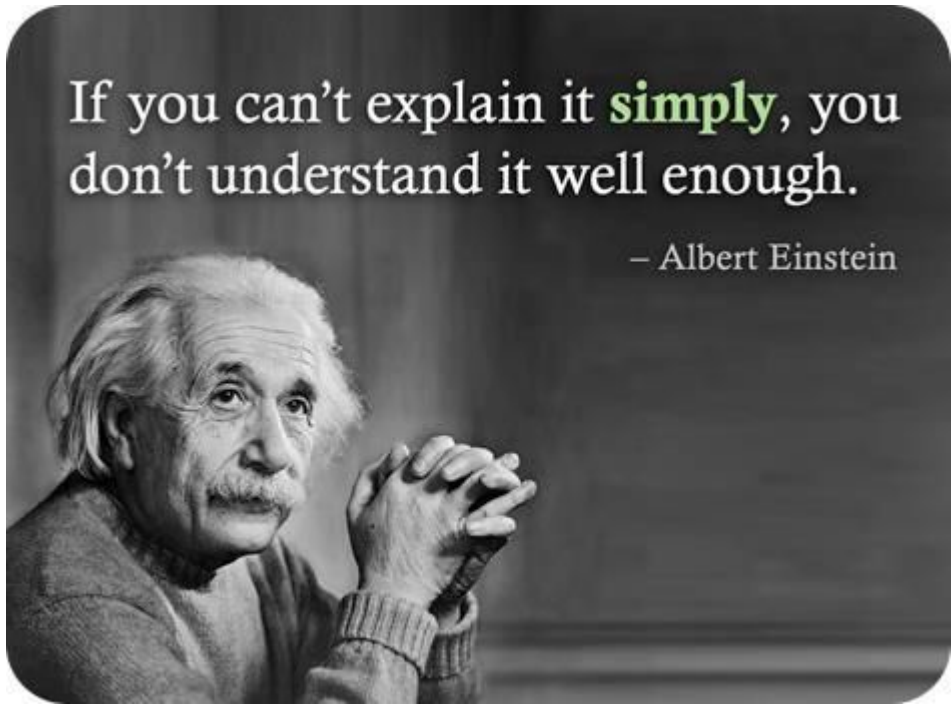 If you can’t explain it simply, you
don’t understand it well enough.
– Albert Einstein